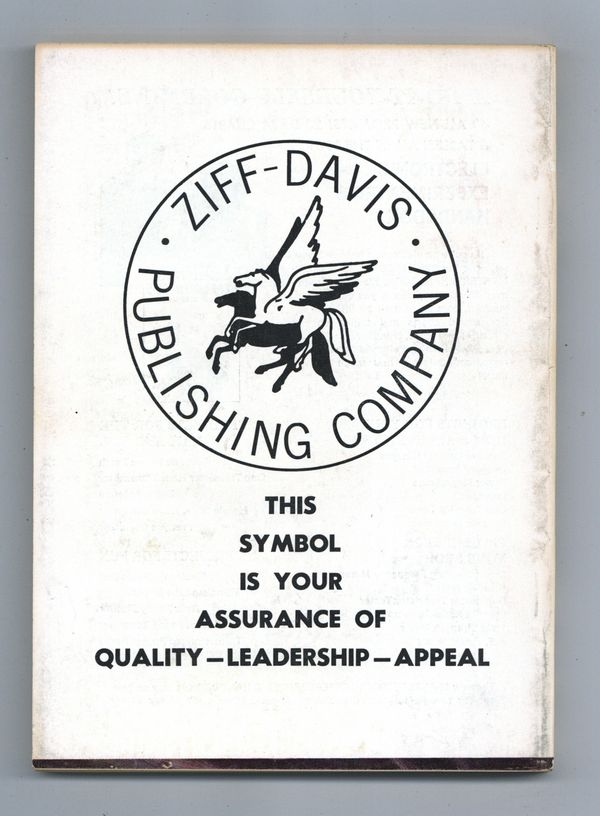 • ZIFF-DAVIS •
PUBLISHING COMPANY
THIS
SYMBOL
IS YOUR
ASSURANCE OF
QUALITY—LEADERSHIP—APPEAL